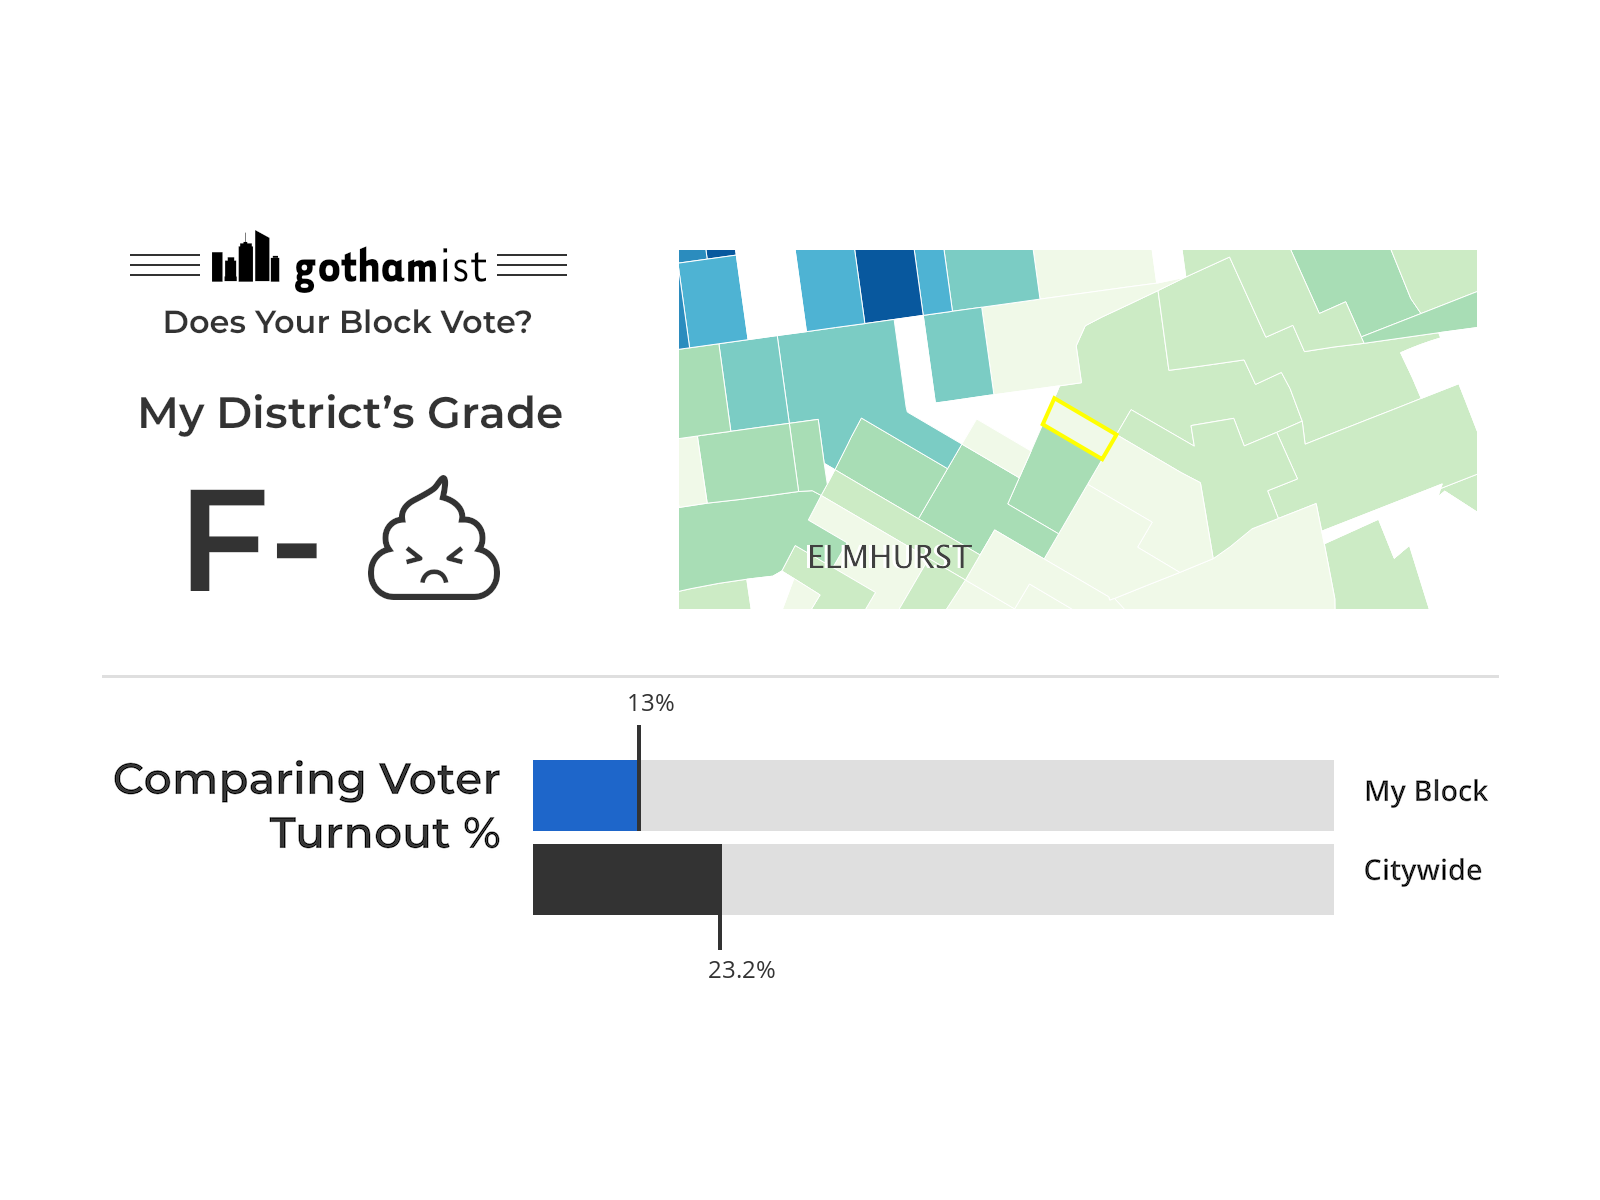 gothamist
Does Your Block Vote?
My District’s Grade
F-
ELMHURST
13%
Comparing Voter
Turnout %
My Block
Citywide
23.2%